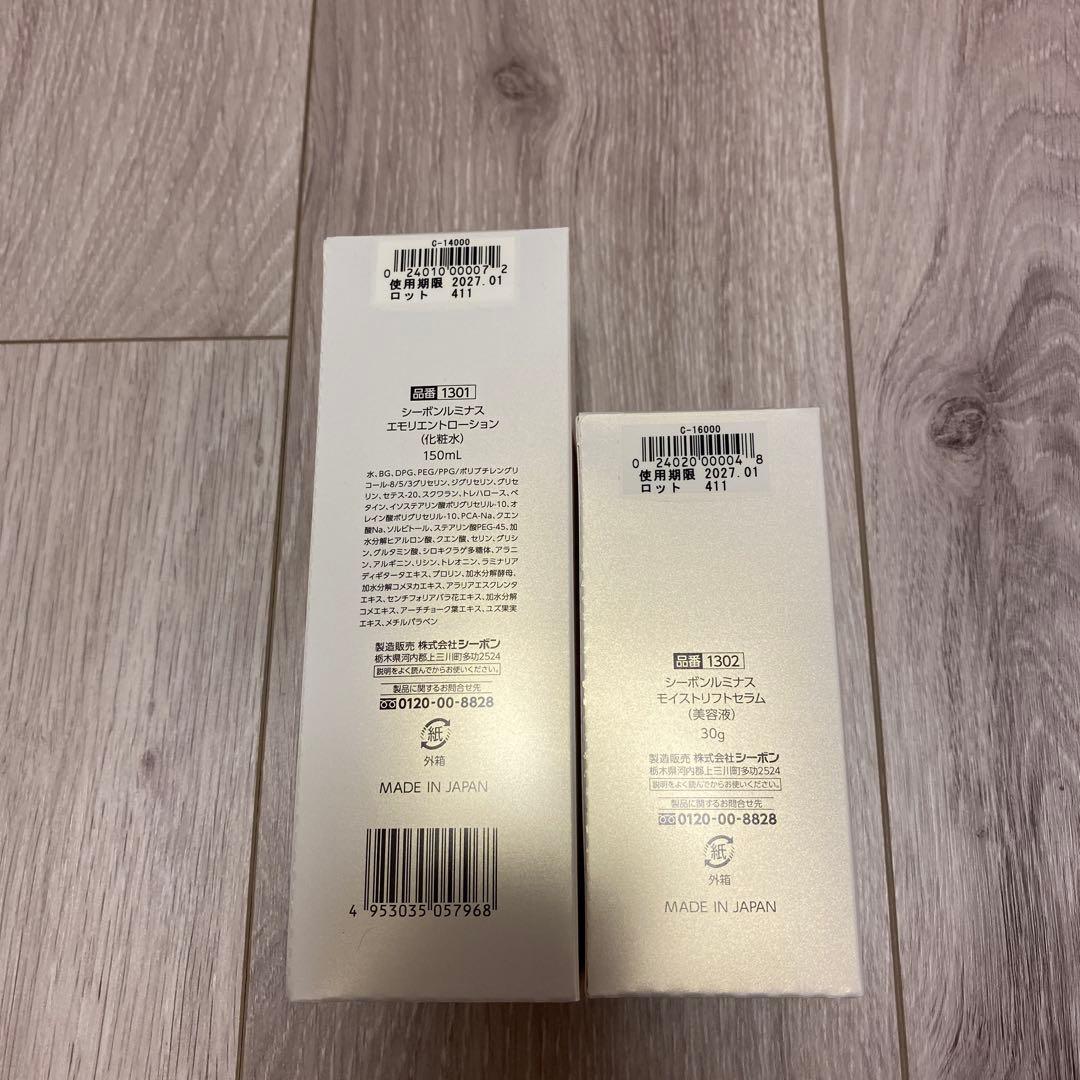 C-14000
0 24010 00007 2
使用期限 2027.01
ロット 411
品番 1301
シーボンルミナス
エモリエントローション
(化粧水)
150mL
水、BG、DPG、PEG/PPG/ポリブチレングリ
コール-8/5/3グリセリン、ジグリセリン、グリセ
リン、セテス-20、スクワラン、トレハロース、ベ
タイン、イソステアリン酸ポリグリセリル-10、オ
レイン酸ポリグリセリル-10、PCA-Na、クエン
酸Na、ソルビトール、ステアリン酸PEG-45、加
水分解ヒアルロン酸、クエン酸、セリン、グリシ
ン、グルタミン酸、シロキクラゲ多糖体、アラニ
ン、アルギニン、リシン、トレオニン、ラミナリア
ディギタータエキス、プロリン、加水分解酵母、
加水分解コメヌカエキス、アラリアエスクレンタ
エキス、センチフォリアバラ花エキス、加水分解
コメエキス、アーチチョーク葉エキス、ユズ果実
エキス、メチルパラベン
製造販売 株式会社シーボン
栃木県河内郡上三川町多功2524
説明をよく読んでからお使いください。
製品に関するお問合せ先
0120-00-8828
紙
外箱
MADE IN JAPAN
4 953035 057968
C-16000
0 24020 00004 8
使用期限 2027.01
ロット 411
品番 1302
シーボンルミナス
モイストリフトセラム
(美容液)
30g
製造販売 株式会社シーボン
栃木県河内郡上三川町多功2524
説明をよく読んでからお使いください。
製品に関するお問合せ先
0120-00-8828
紙
外箱
MADE IN JAPAN